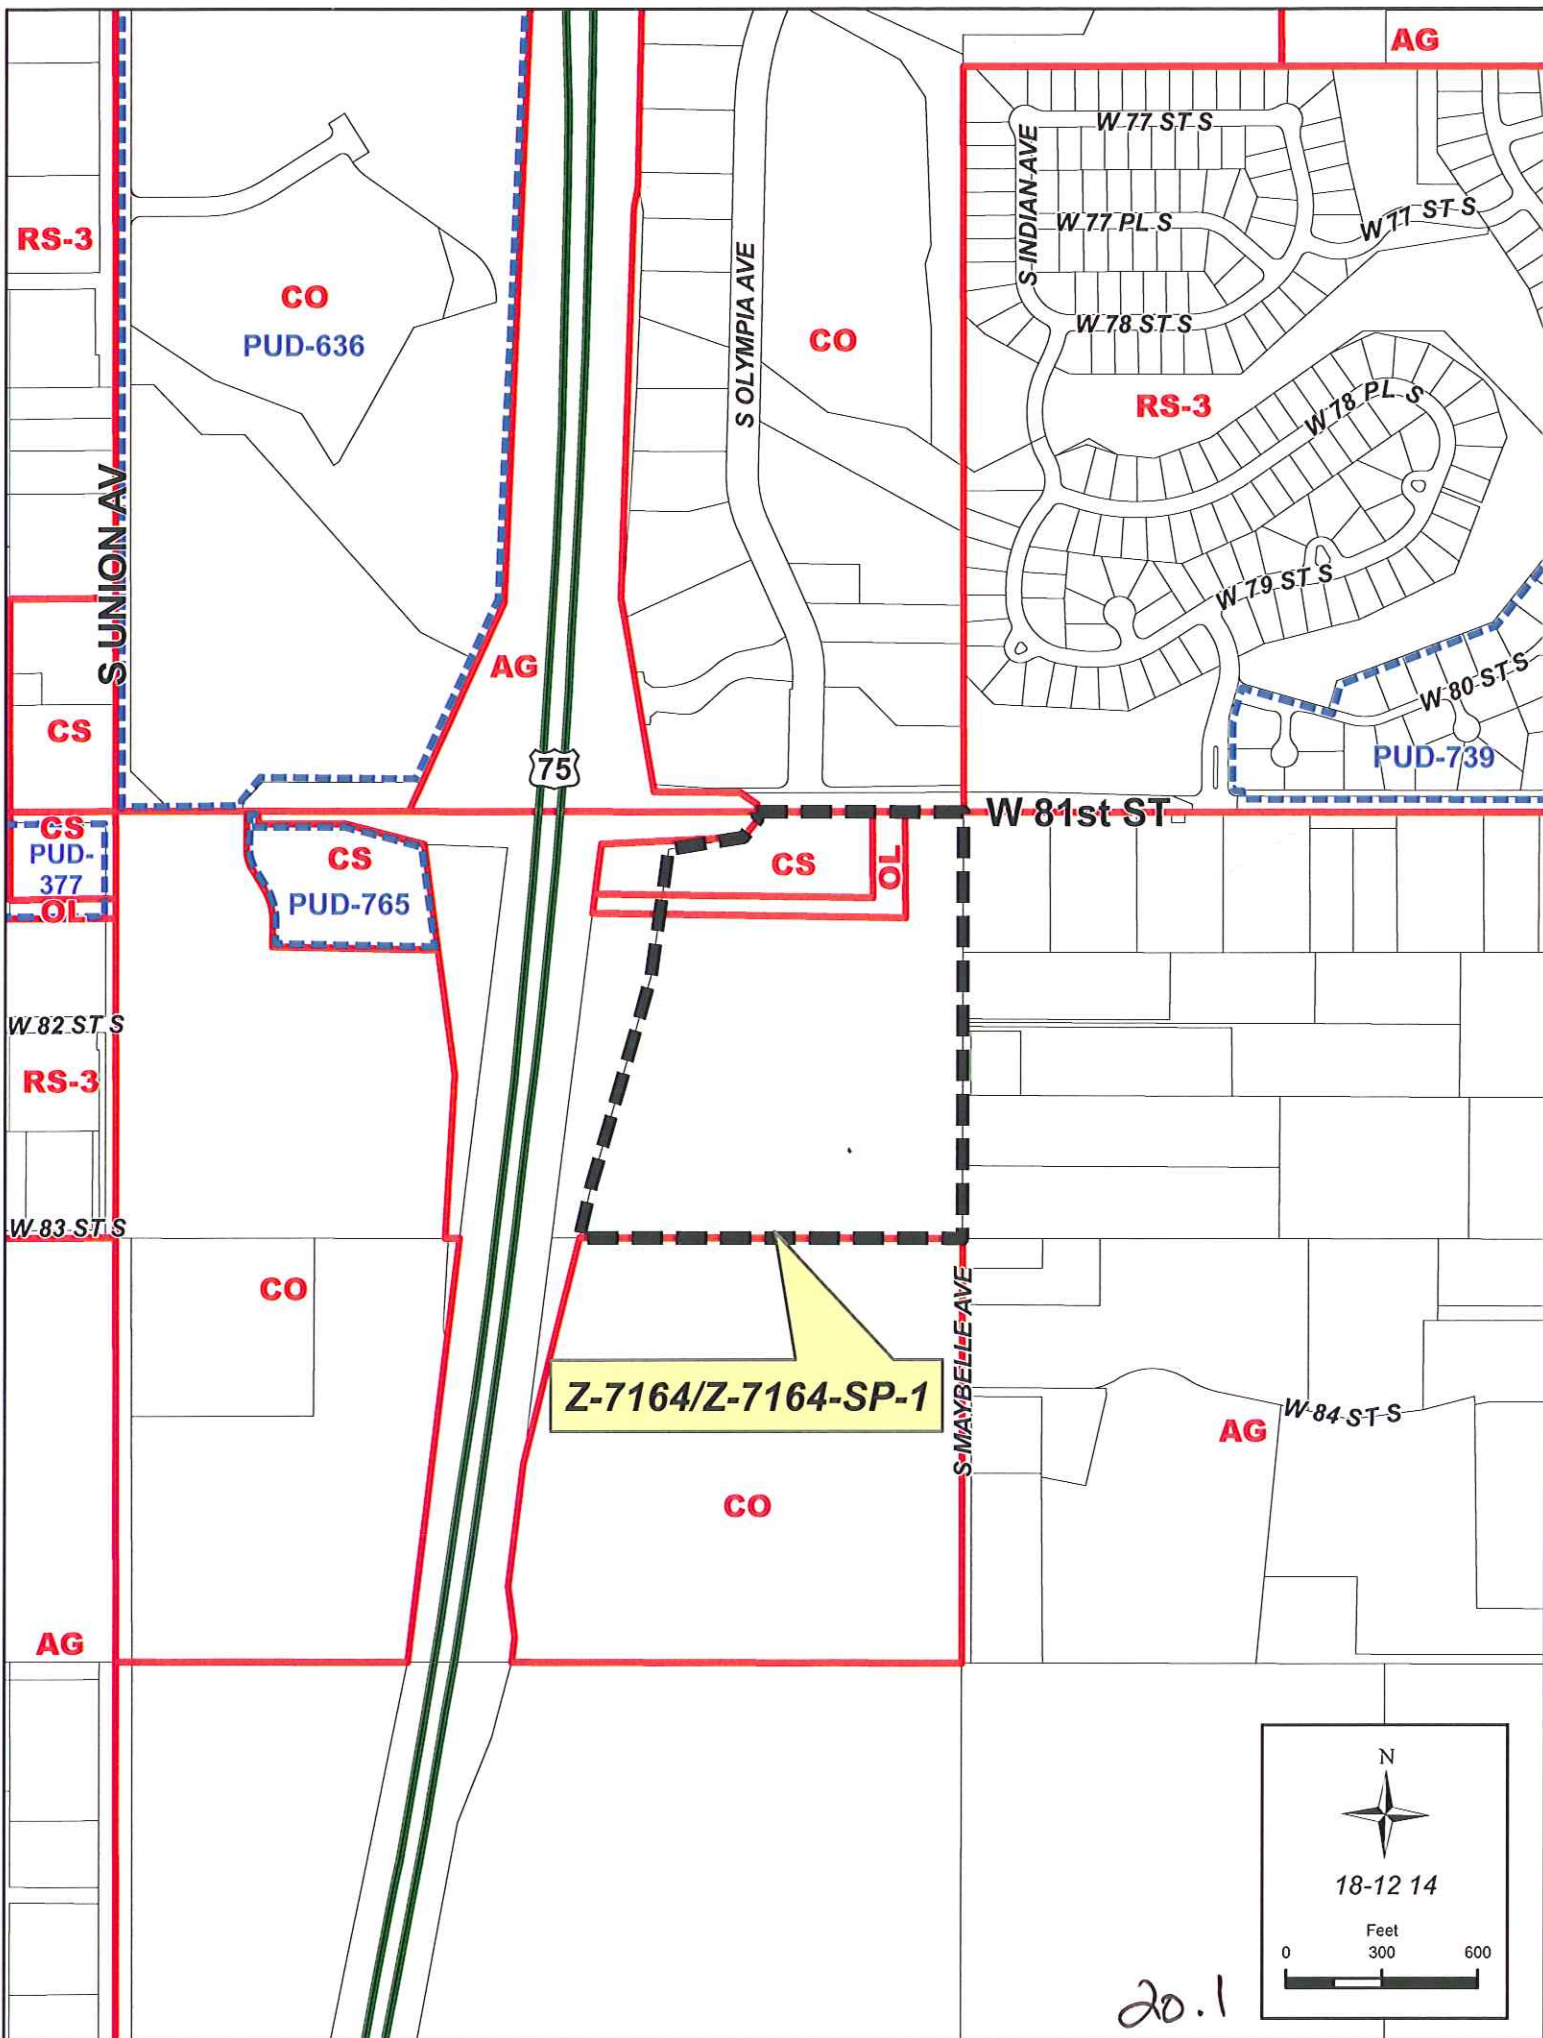 AG
W 77 ST S
S INDIAN AVE
RS-3
W 77 PL S
W 77 ST S
CO
PUD-636
S OLYMPIA AVE
CO
W 78 ST S
RS-3
W 78 PL S
S UNION AV
W 79 ST S
AG
W 80 ST S
CS
PUD-739
75
W 81st ST
CS
PUD-
377
OL
CS
PUD-765
CS
OL
W 82 ST S
RS-3
W 83 ST S
CO
S MAYBELLE AVE
Z-7164/Z-7164-SP-1
W 84 ST S
AG
CO
AG
N
18-12 14
Feet
0 300 600
20.1